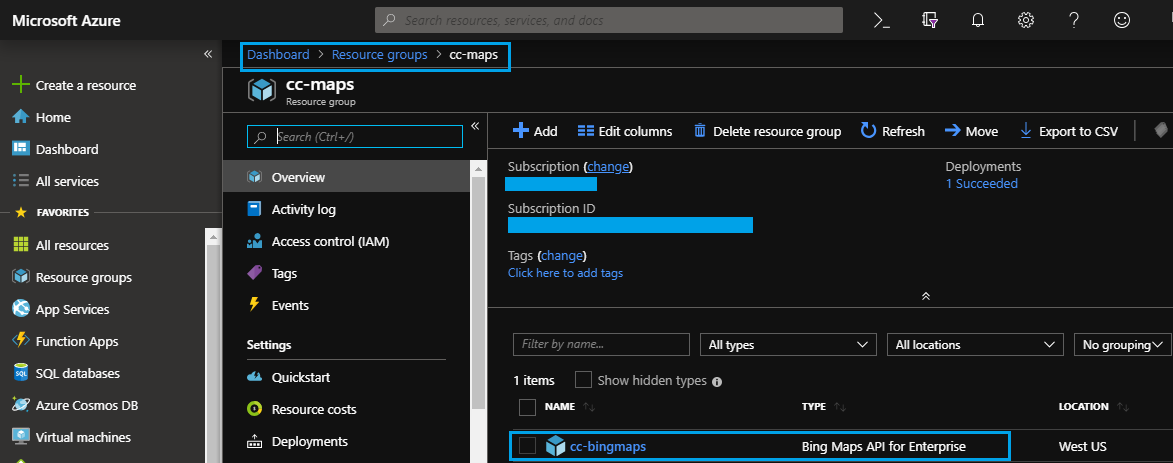 Microsoft Azure
Search resources, services, and docs
Dashboard > Resource groups > cc-maps
Create a resource
Home
Dashboard
All services
FAVORITES
All resources
Resource groups
App Services
Function Apps
SQL databases
Azure Cosmos DB
Virtual machines
cc-maps
Resource group
Search (Ctrl+/)
Overview
Activity log
Access control (IAM)
Tags
Events
Settings
Quickstart
Resource costs
Deployments
Add Edit columns Delete resource group Refresh Move Export to CSV
Subscription (change)
Subscription ID
Tags (change)
Click here to add tags
Deployments
1 Succeeded
Filter by name... All types All locations No grouping
1 items Show hidden types
NAME TYPE LOCATION
cc-bingmaps Bing Maps API for Enterprise West US